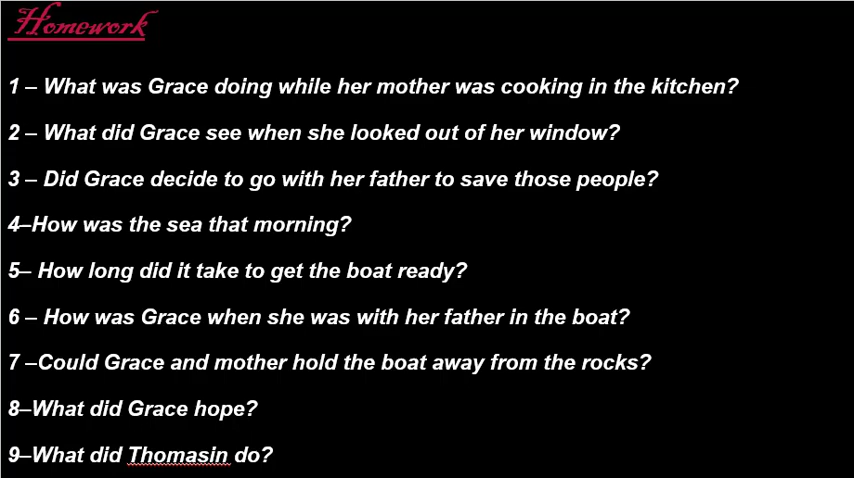 Homework
1 – What was Grace doing while her mother was cooking in the kitchen?
2 – What did Grace see when she looked out of her window?
3 – Did Grace decide to go with her father to save those people?
4–How was the sea that morning?
5– How long did it take to get the boat ready?
6 – How was Grace when she was with her father in the boat?
7 –Could Grace and mother hold the boat away from the rocks?
8–What did Grace hope?
9–What did Thomasin do?